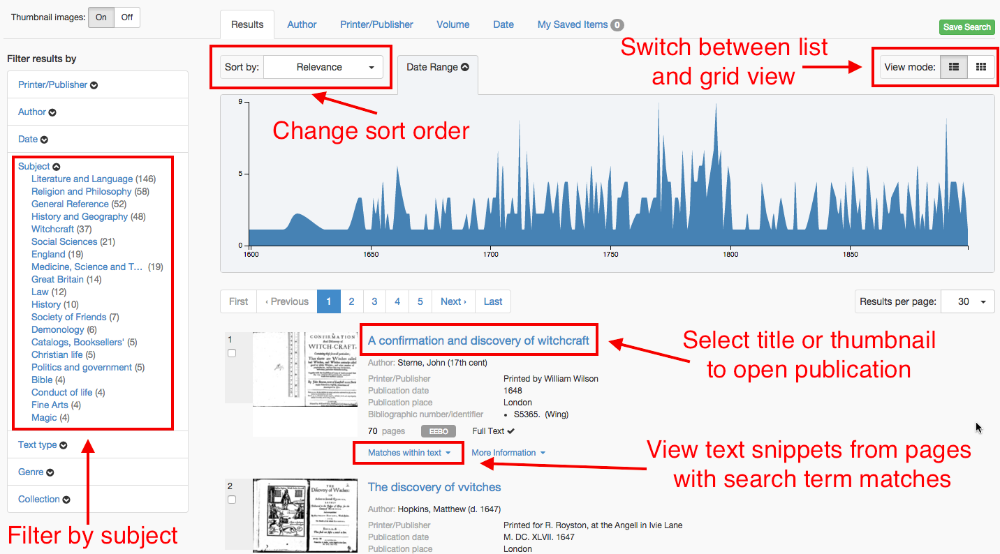 Thumbnail images: On Off
Results Author Printer/Publisher Volume Date My Saved Items 0
Save Search
Switch between list
and grid view
View mode:
Sort by: Relevance
Date Range
Change sort order
Filter results by
Printer/Publisher
Author
Date
Subject
Literature and Language (146)
Religion and Philosophy (58)
General Reference (52)
History and Geography (48)
Witchcraft (37)
Social Sciences (21)
England (19)
Medicine, Science and T... (19)
Great Britain (14)
Law (12)
History (10)
Society of Friends (7)
Demonology (6)
Catalogs, Booksellers' (5)
Christian life (5)
Politics and government (5)
Bible (4)
Conduct of life (4)
Fine Arts (4)
Magic (4)
Text type
Genre
Collection
Filter by subject
9
5
0
1600 1650 1700 1750 1800 1850
First ‹ Previous 1 2 3 4 5 Next › Last
Results per page: 30
1
CONFIRMATION
And Discovery of
WITCH-CRAFT,
A confirmation and discovery of witchcraft
Author: Sterne, John (17th cent)
Printer/Publisher Printed by William Wilson
Publication date 1648
Publication place London
Bibliographic number/identifier • S5365. (Wing)
70 pages EEBO Full Text ✔
Matches within text More Information
Select title or thumbnail
to open publication
View text snippets from pages
with search term matches
2
THE
Discovery of Witches:
The discovery of vvitches
Author: Hopkins, Matthew (d. 1647)
Printer/Publisher Printed for R. Royston, at the Angell in Ivie Lane
Publication date M. DC. XLVII. 1647
Publication place London